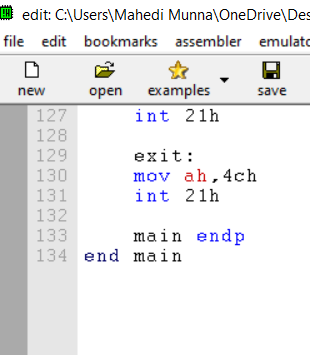 edit: C:\Users\Mahedi Munna\OneDrive\Des
file edit bookmarks assembler emulato
new open examples save
127 int 21h
128
129 exit:
130 mov ah,4ch
131 int 21h
132
133 main endp
134 end main